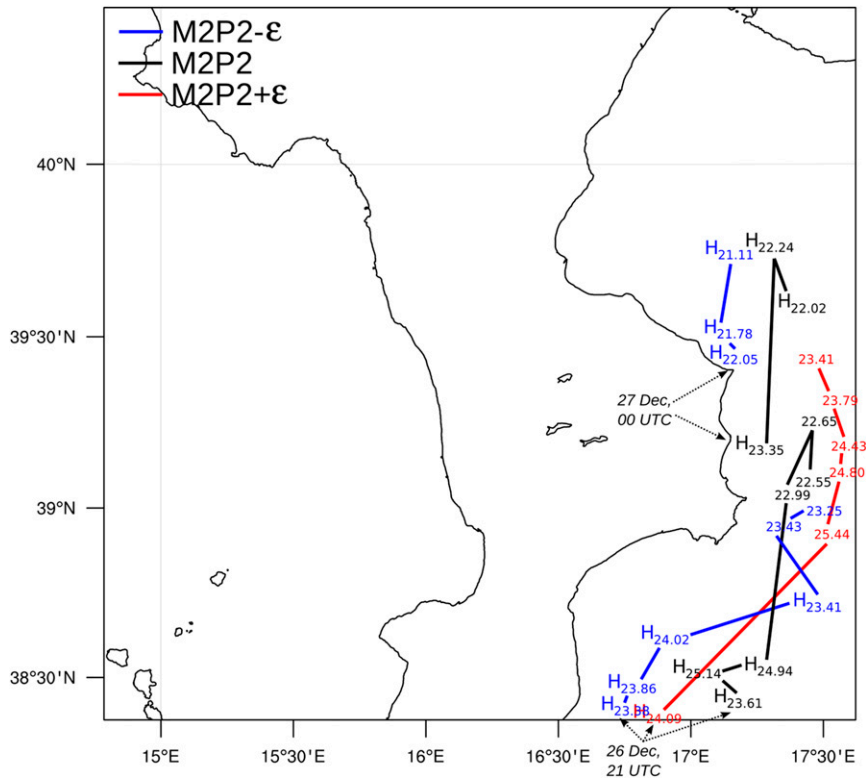 M2P2-ε
M2P2
M2P2+ε
40°N
39°30'N
39°N
38°30'N
H22.24
H21.11
H22.02
H21.78
H22.05
23.41
27 Dec,
00 UTC
23.79
22.65
24.43
H23.35
24.80
22.55
22.99
23.25
23.43
25.44
H23.41
H24.02
H24.94
H25.14
H23.86
H23.61
H
24.09
26 Dec,
21 UTC
15°E
15°30'E
16°E
16°30'E
17°E
17°30'E